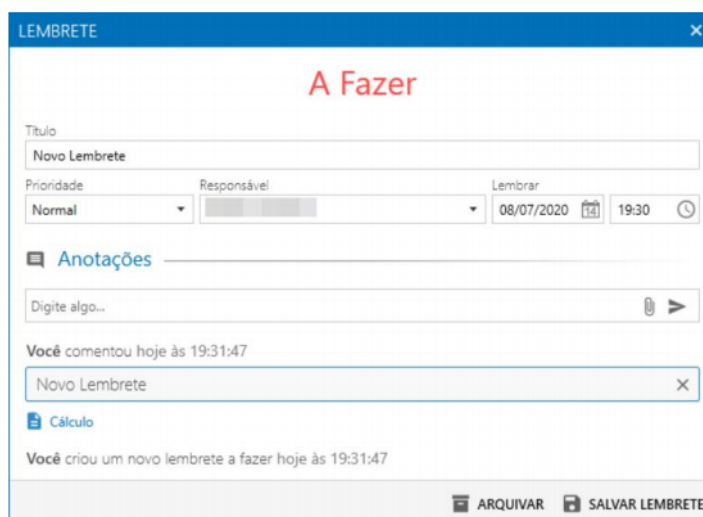 LEMBRETE
A Fazer
Título
Novo Lembrete
Prioridade Responsável Lembrar
Normal 08/07/2020 14 19:30
Anotações
Digite algo...
Você comentou hoje às 19:31:47
Novo Lembrete
Cálculo
Você criou um novo lembrete a fazer hoje às 19:31:47
ARQUIVAR SALVAR LEMBRETE